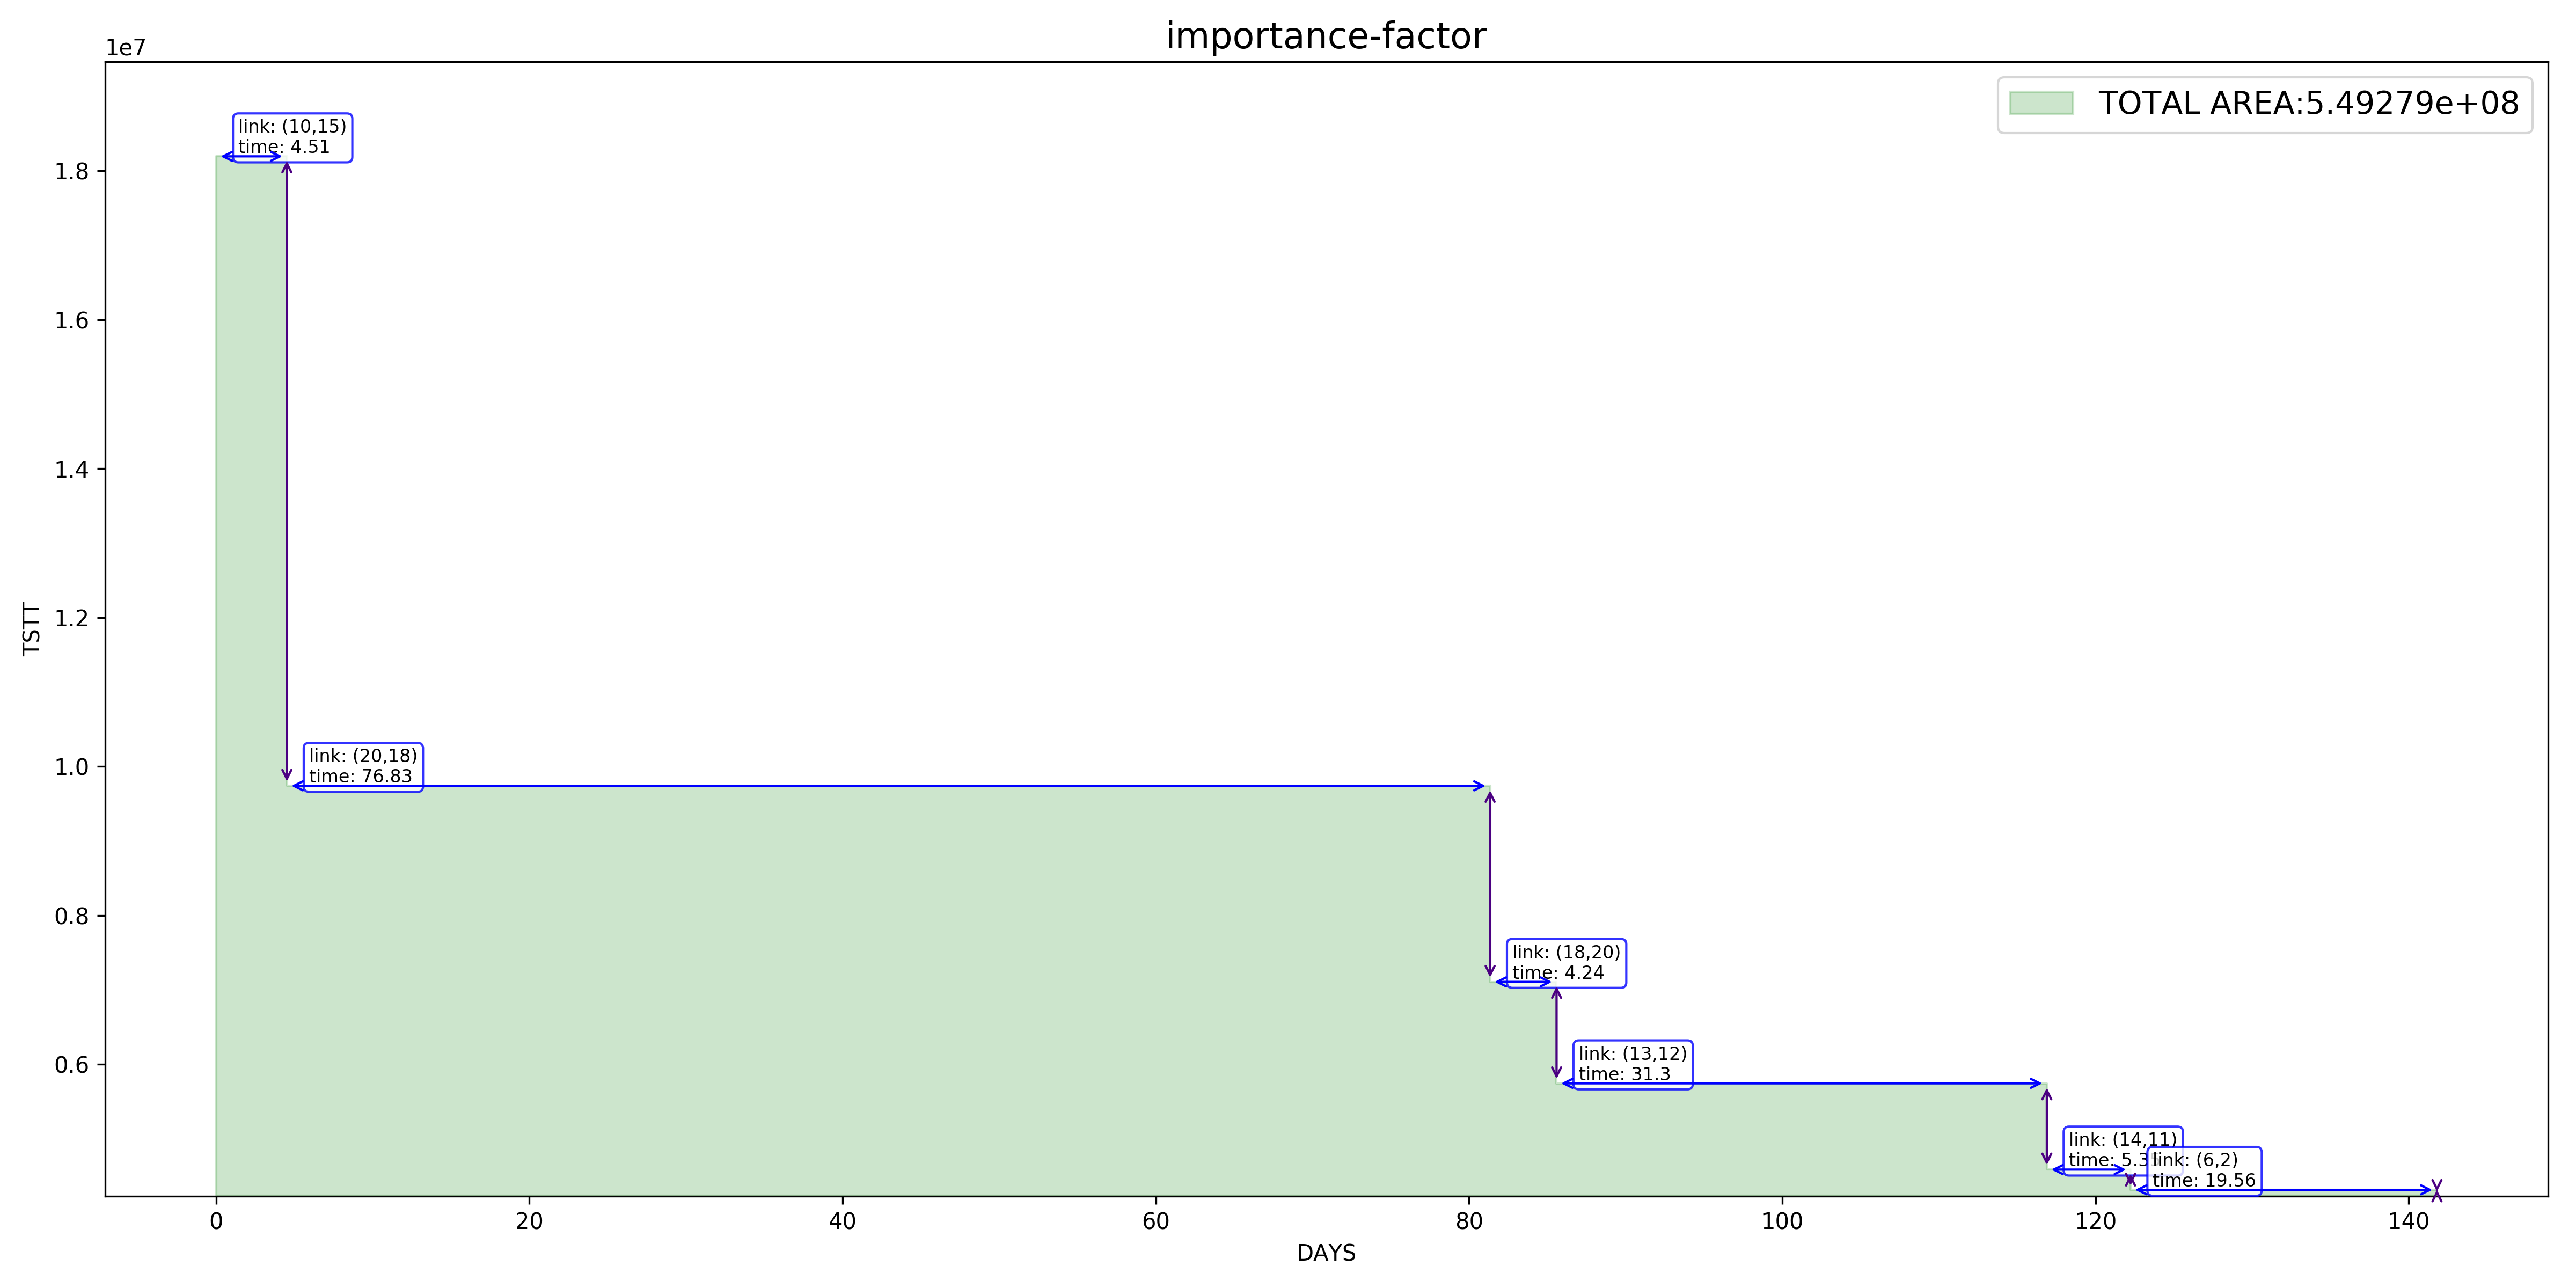 importance-factor
1e7
TOTAL AREA:5.49279e+08
link: (10,15)
time: 4.51
1.8
1.6
1.4
1.2
TSTT
link: (20,18)
time: 76.83
1.0
0.8
link: (18,20)
time: 4.24
0.6
link: (13,12)
time: 31.3
link: (14,11)
time:
link: (6,2)
time: 19.56
0
20
40
60
80
100
120
140
DAYS